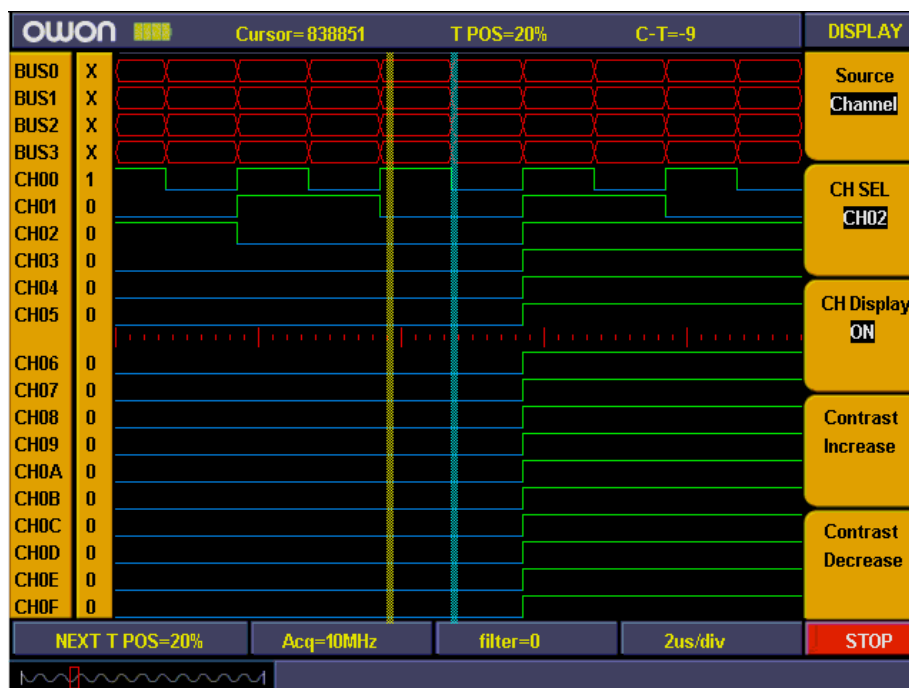 owon Cursor=838851 T POS=20% C-T=-9 DISPLAY
BUS0 X
BUS1 X
BUS2 X
BUS3 X
CH00 1
CH01 0
CH02 0
CH03 0
CH04 0
CH05 0
CH06 0
CH07 0
CH08 0
CH09 0
CH0A 0
CH0B 0
CH0C 0
CH0D 0
CH0E 0
CH0F 0
Source
Channel
CH SEL
CH02
CH Display
ON
Contrast
Increase
Contrast
Decrease
NEXT T POS=20% Acq=10MHz filter=0 2us/div STOP